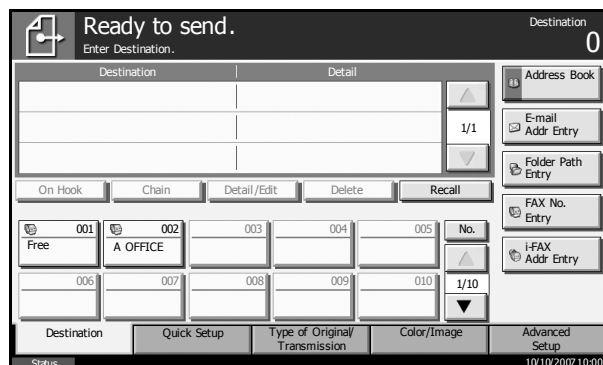 Ready to send.
Enter Destination.
Destination
0
Destination Detail
1/1
Address Book
E-mail
Addr Entry
Folder Path
Entry
FAX No.
Entry
i-FAX
Addr Entry
On Hook Chain Detail/Edit Delete Recall
001 002 003 004 005 No.
Free A OFFICE
006 007 008 009 010 1/10
Destination Quick Setup Type of Original/
Transmission Color/Image Advanced
Setup
Status 10/10/2007 10:00